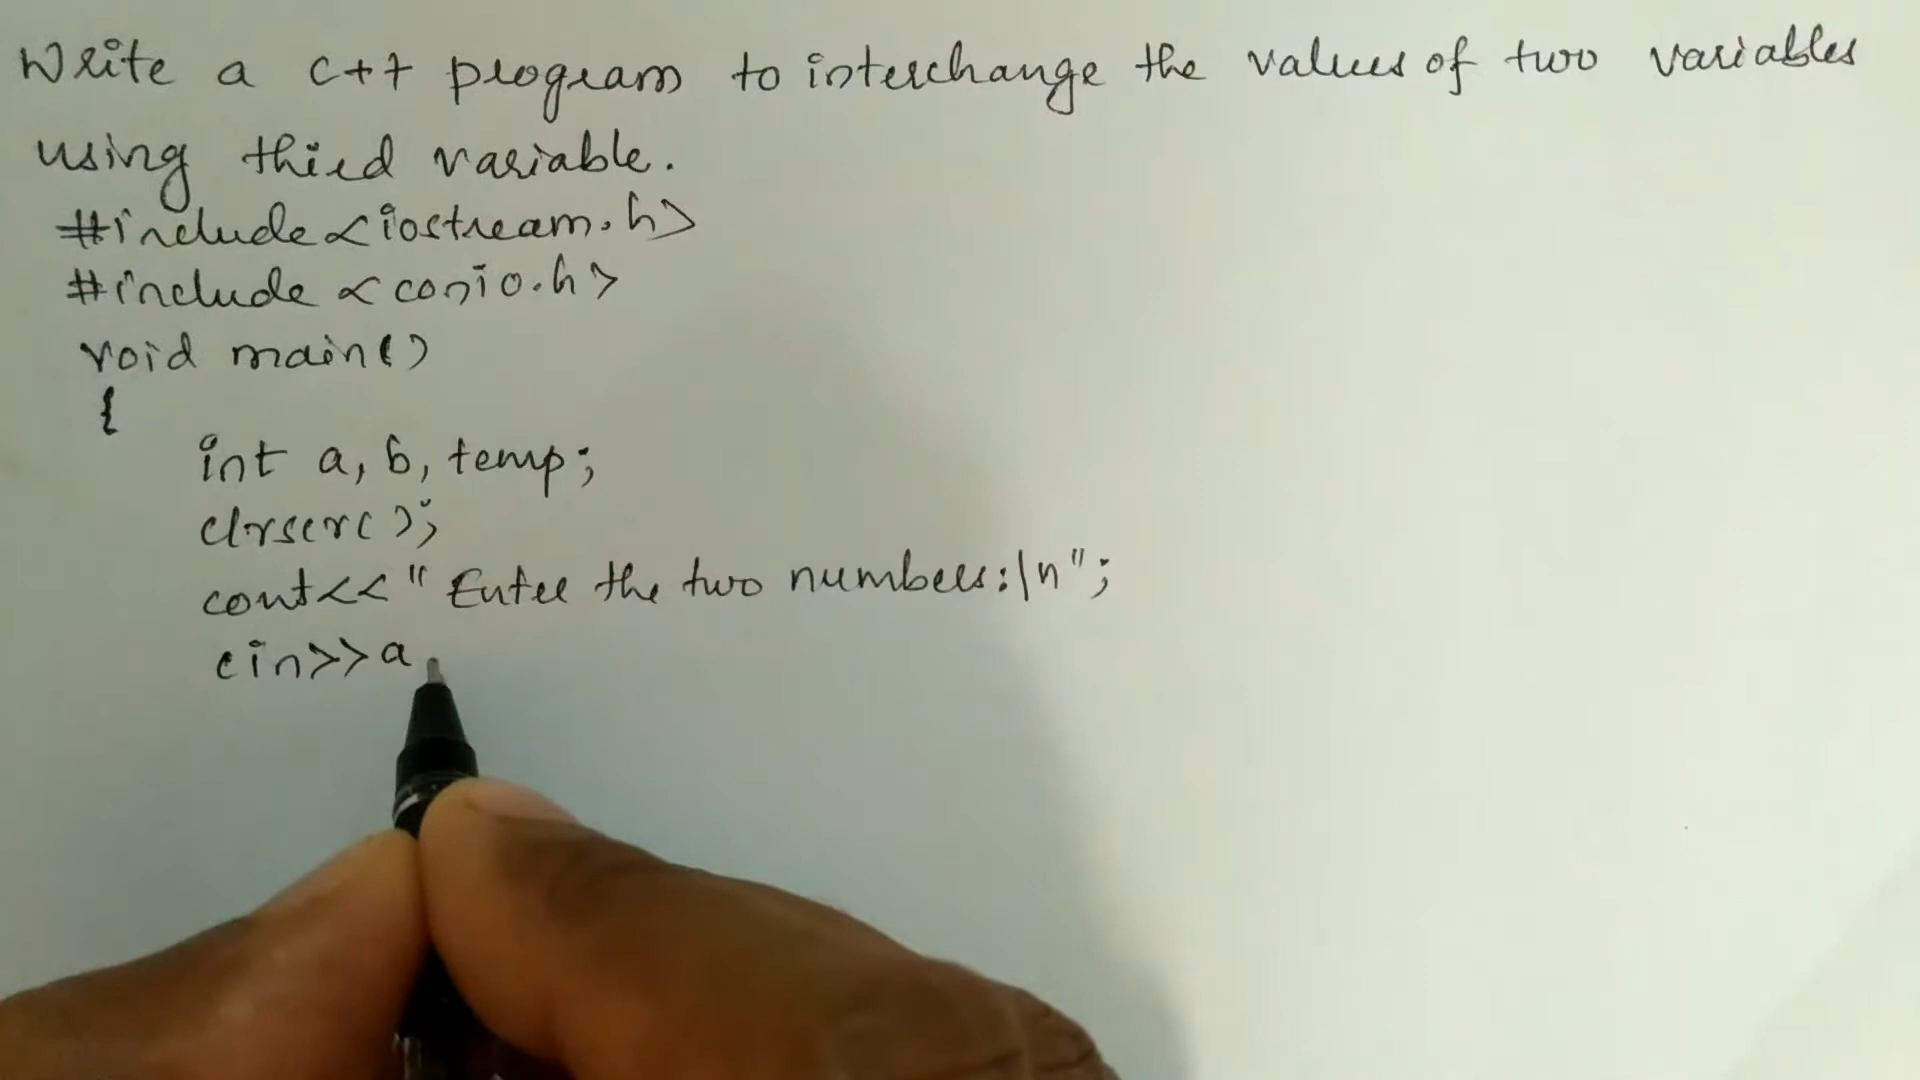 Write a c++ program to interchange the values of two variables
using third variable.
#include<iostream.h>
#include <conio.h>
void main()
{
int a, b, temp;
clrscr();
cout<<" Enter the two numbers:\n";
cin>>a